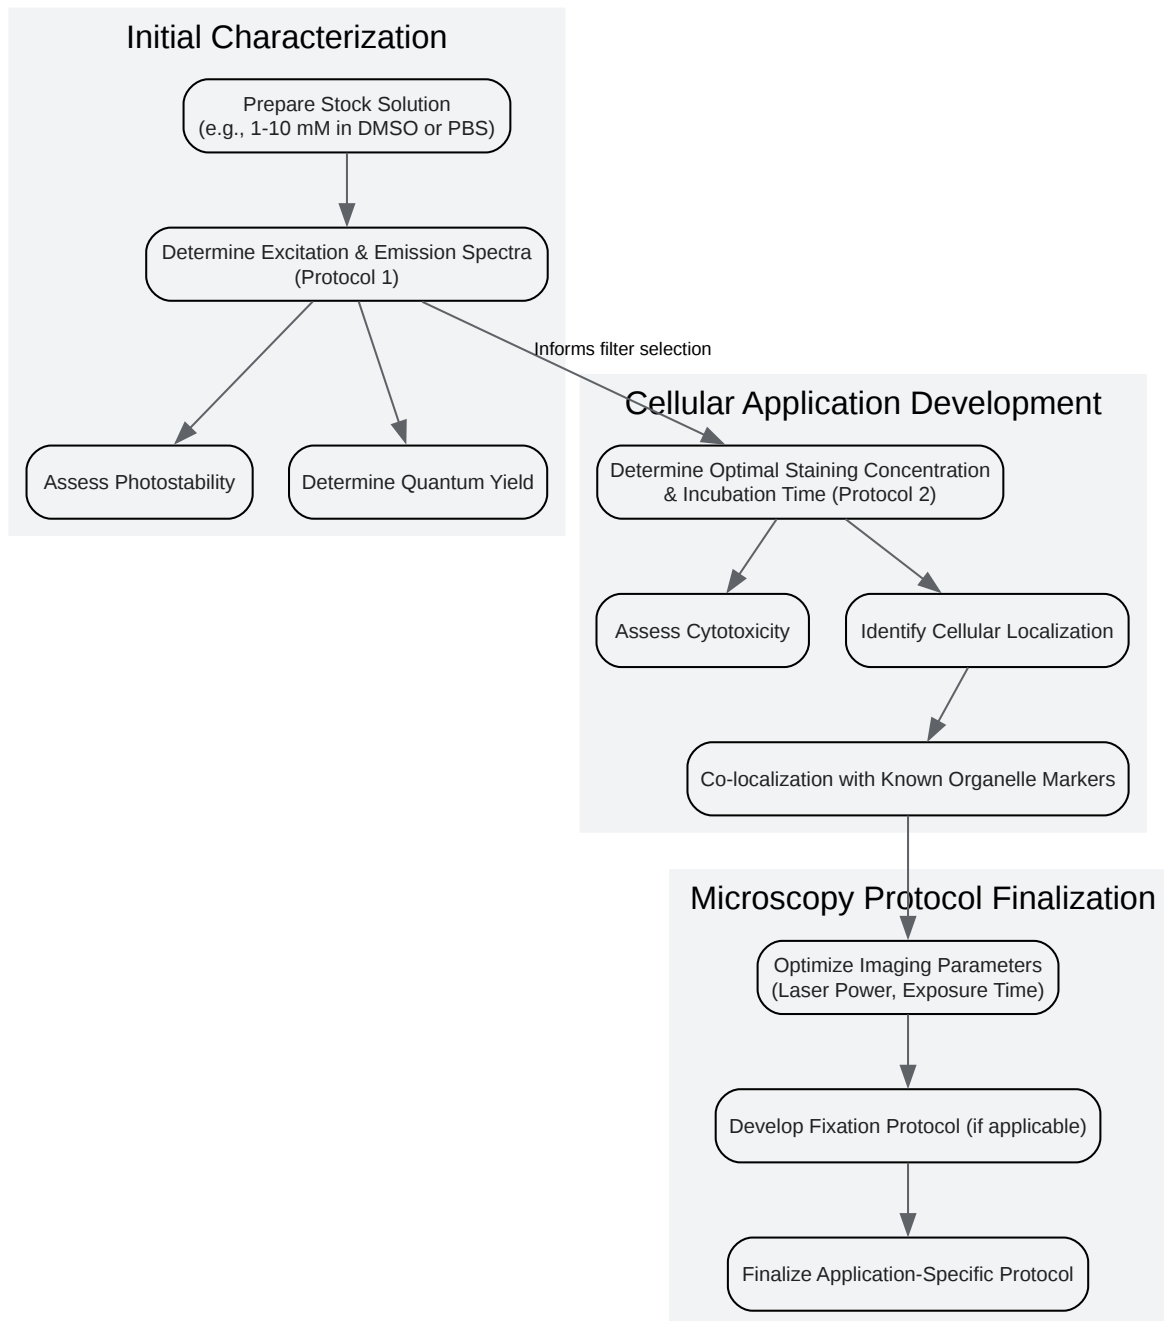 Initial Characterization
Prepare Stock Solution
(e.g., 1-10 mM in DMSO or PBS)
Determine Excitation & Emission Spectra
(Protocol 1)
Informs filter selection
Assess Photostability
Determine Quantum Yield
Cellular Application Development
Determine Optimal Staining Concentration
& Incubation Time (Protocol 2)
Assess Cytotoxicity
Identify Cellular Localization
Co-localization with Known Organelle Markers
Microscopy Protocol Finalization
Optimize Imaging Parameters
(Laser Power, Exposure Time)
Develop Fixation Protocol (if applicable)
Finalize Application-Specific Protocol